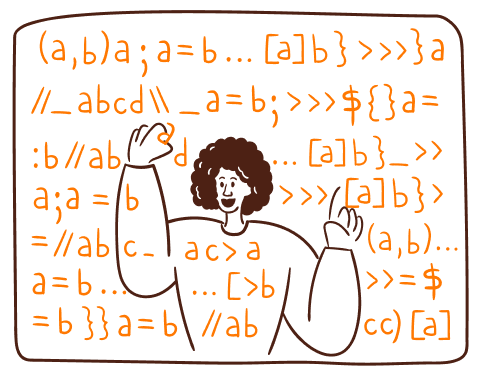 (a,b)a;a=b...[a]b}>>>}a
//_abcd\\_a=b;>>>${}a=
:b//ab d ...[a]b}_>>
a;a=b >>>[a]b}>
=//ab c_ ac>a (a,b)...
a=b... ...[>b >>=$
=b}}a=b //ab cc)[a]